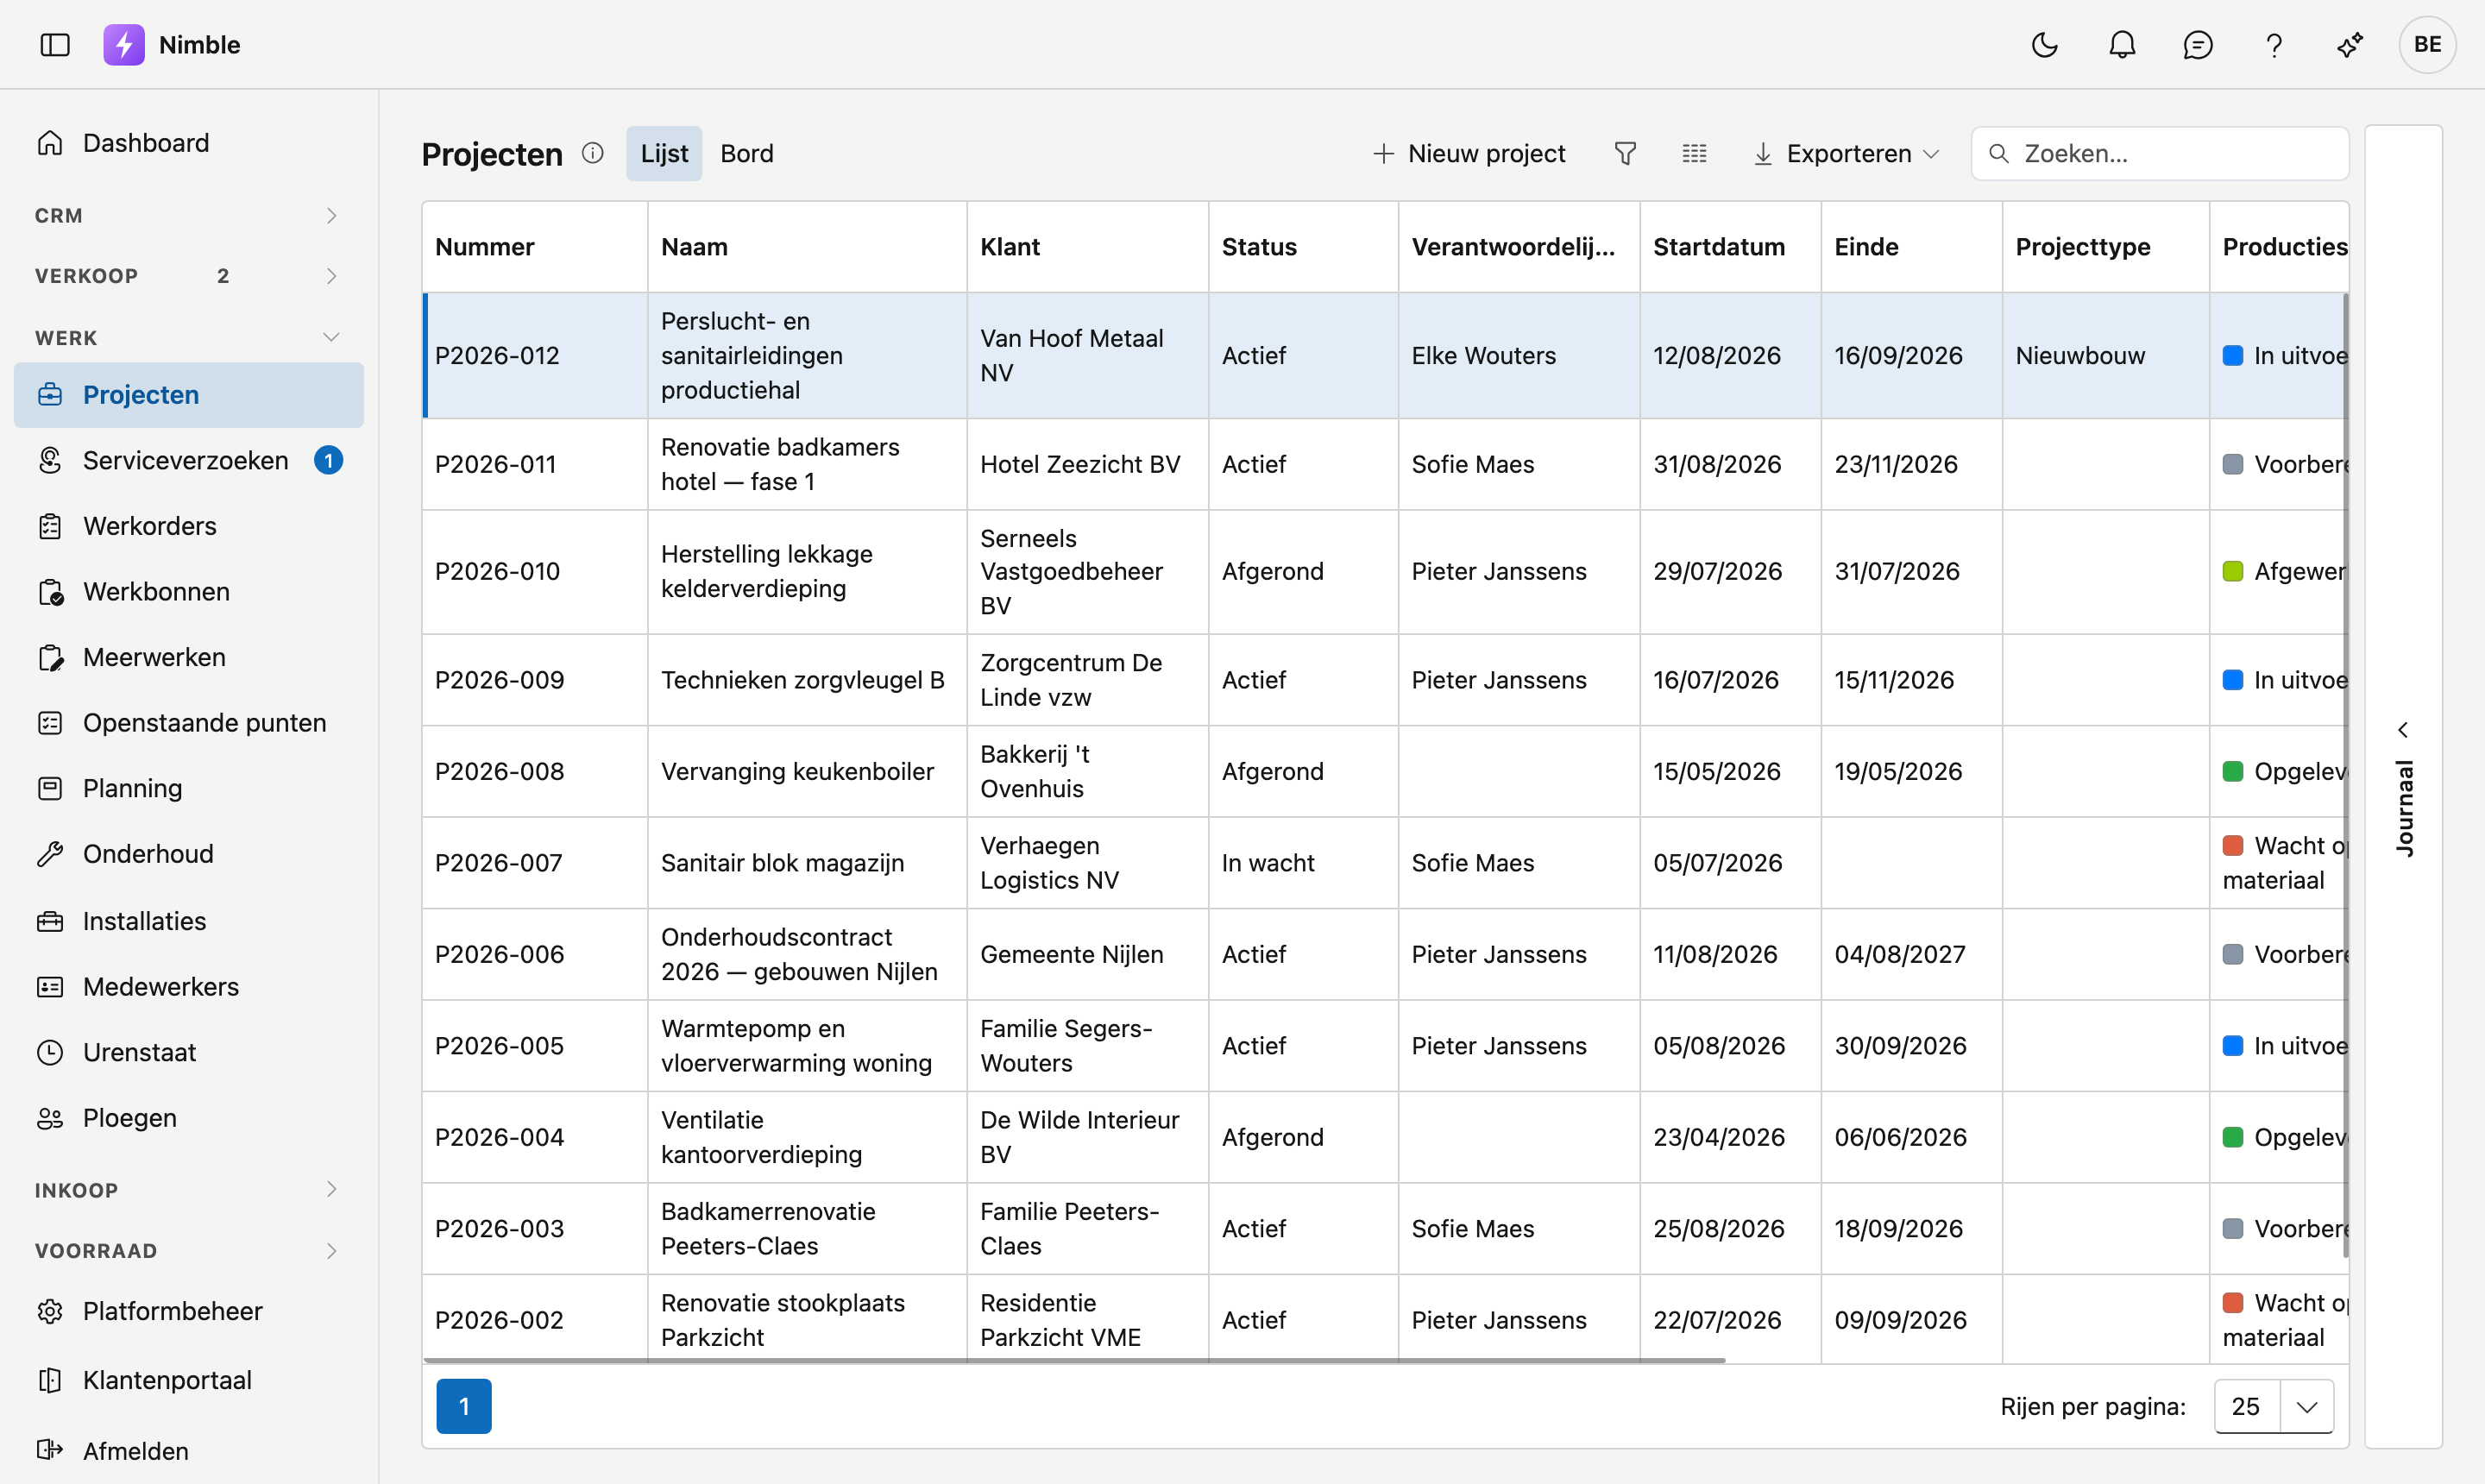 Nimble
BE
Dashboard
CRM
VERKOOP 2
WERK
Projecten
Serviceverzoeken 1
Werkorders
Werkbonnen
Meerwerken
Openstaande punten
Planning
Onderhoud
Installaties
Medewerkers
Urenstaat
Ploegen
INKOOP
VOORRAAD
Platformbeheer
Klantenportaal
Afmelden
Projecten Lijst Bord Nieuw project Exporteren Zoeken...
Nummer Naam Klant Status Verantwoordelij... Startdatum Einde Projecttype Producties
P2026-012 Perslucht- en sanitairleidingen productiehal Van Hoof Metaal NV Actief Elke Wouters 12/08/2026 16/09/2026 Nieuwbouw In uitvoe
P2026-011 Renovatie badkamers hotel — fase 1 Hotel Zeezicht BV Actief Sofie Maes 31/08/2026 23/11/2026 Voorbere
P2026-010 Herstelling lekkage kelderverdieping Serneels Vastgoedbeheer BV Afgerond Pieter Janssens 29/07/2026 31/07/2026 Afgewer
P2026-009 Technieken zorgvleugel B Zorgcentrum De Linde vzw Actief Pieter Janssens 16/07/2026 15/11/2026 In uitvoe
P2026-008 Vervanging keukenboiler Bakkerij 't Ovenhuis Afgerond 15/05/2026 19/05/2026 Opgelev
P2026-007 Sanitair blok magazijn Verhaegen Logistics NV In wacht Sofie Maes 05/07/2026 Wacht op materiaal
P2026-006 Onderhoudscontract 2026 — gebouwen Nijlen Gemeente Nijlen Actief Pieter Janssens 11/08/2026 04/08/2027 Voorbere
P2026-005 Warmtepomp en vloerverwarming woning Familie Segers-Wouters Actief Pieter Janssens 05/08/2026 30/09/2026 In uitvoe
P2026-004 Ventilatie kantoorverdieping De Wilde Interieur BV Afgerond 23/04/2026 06/06/2026 Opgelev
P2026-003 Badkamerrenovatie Peeters-Claes Familie Peeters-Claes Actief Sofie Maes 25/08/2026 18/09/2026 Voorbere
P2026-002 Renovatie stookplaats Parkzicht Residentie Parkzicht VME Actief Pieter Janssens 22/07/2026 09/09/2026 Wacht op materiaal
1 Rijen per pagina: 25
Journaal